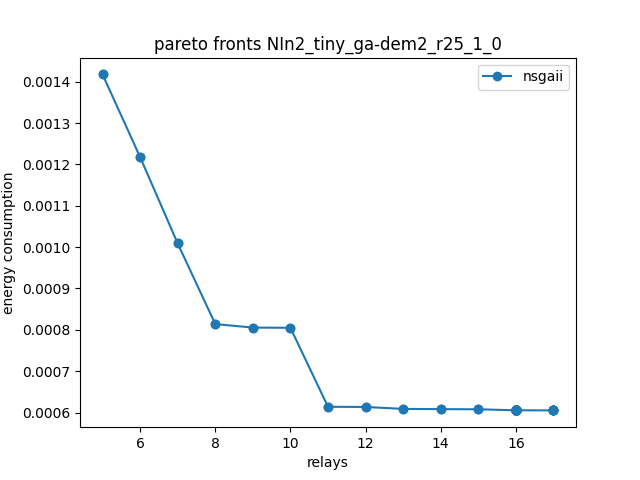 pareto fronts NIn2_tiny_ga-dem2_r25_1_0
nsgaii
energy consumption
0.0014
0.0013
0.0012
0.0011
0.0010
0.0009
0.0008
0.0007
0.0006
6 8 10 12 14 16
relays